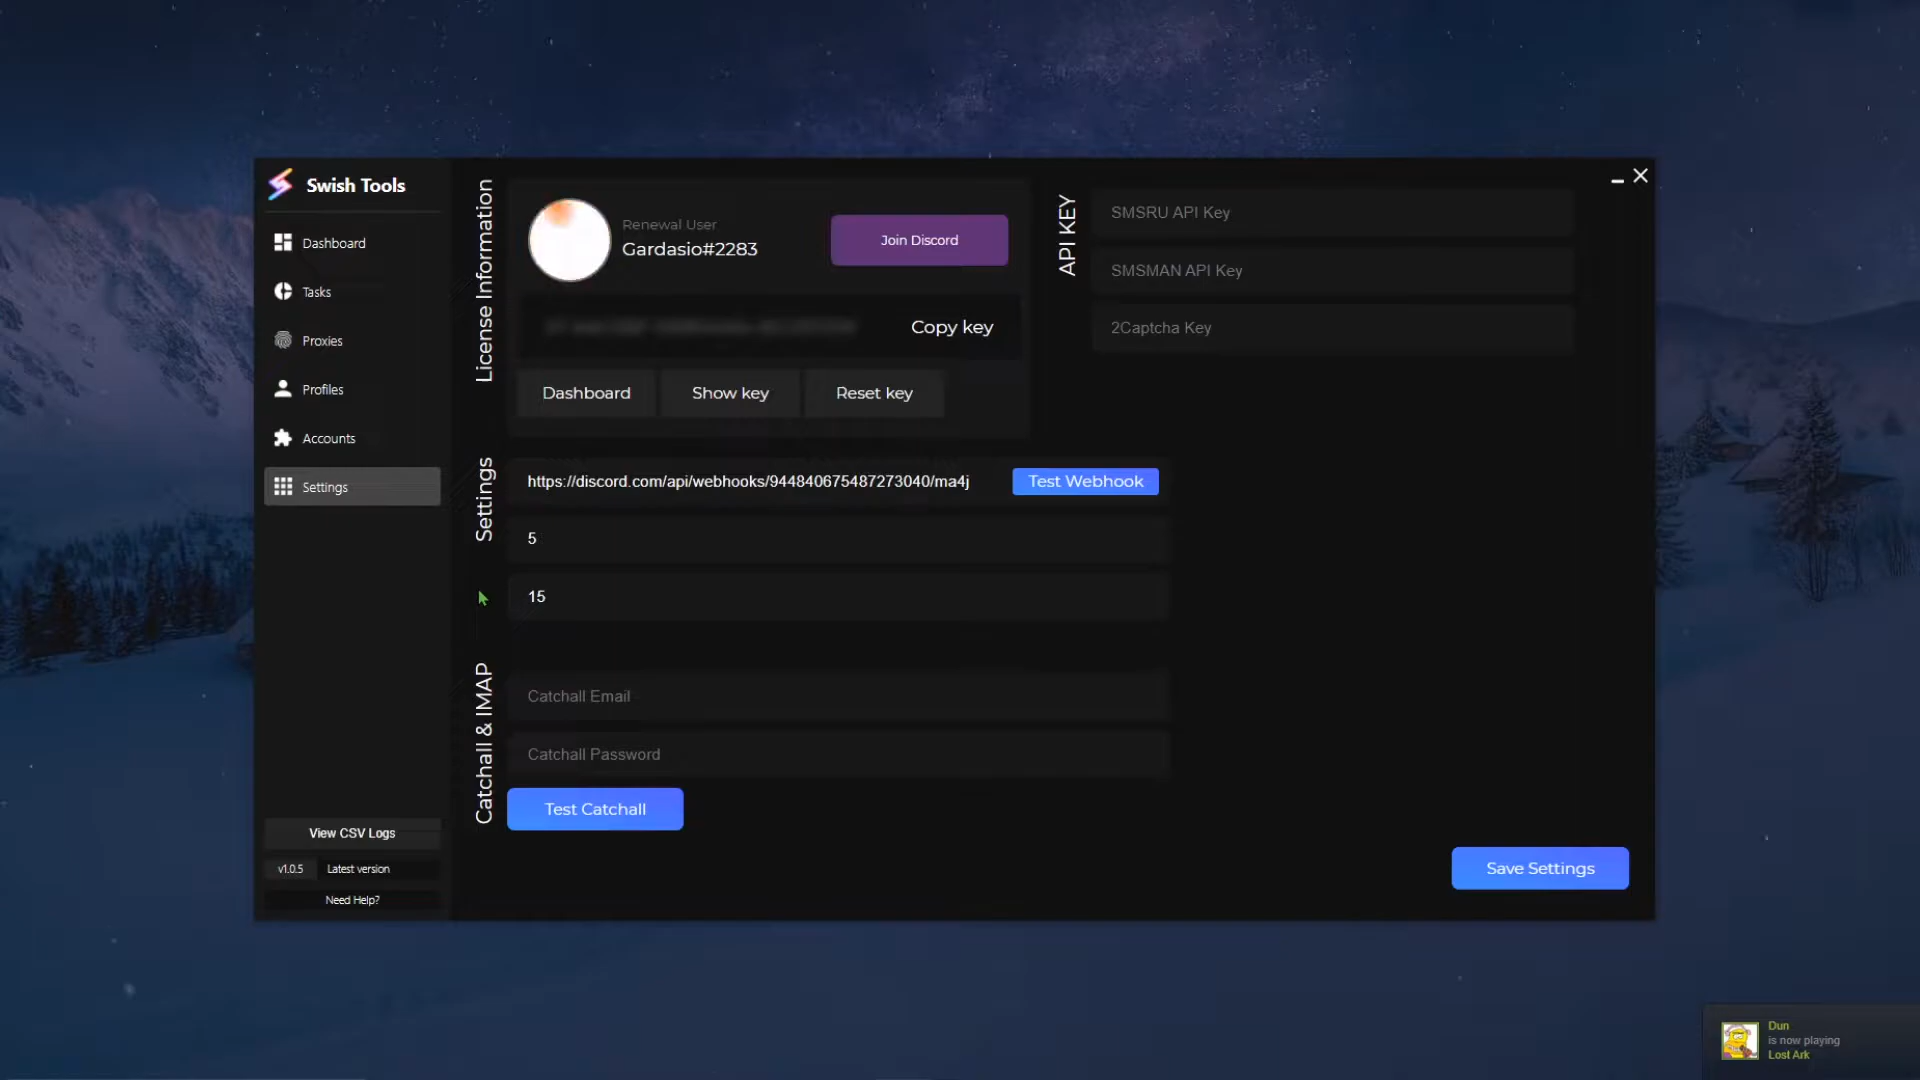 Swish Tools
Dashboard
Tasks
Proxies
Profiles
Accounts
Settings
View CSV Logs
v1.0.5 Latest version
Need Help?
License Information
Renewal User
Gardasio#2283
Join Discord
Copy key
Dashboard
Show key
Reset key
API KEY
SMSRU API Key
SMSMAN API Key
2Captcha Key
Settings
https://discord.com/api/webhooks/944840675487273040/ma4j
Test Webhook
5
15
Catchall & IMAP
Catchall Email
Catchall Password
Test Catchall
Save Settings
Dun
is now playing
Lost Ark